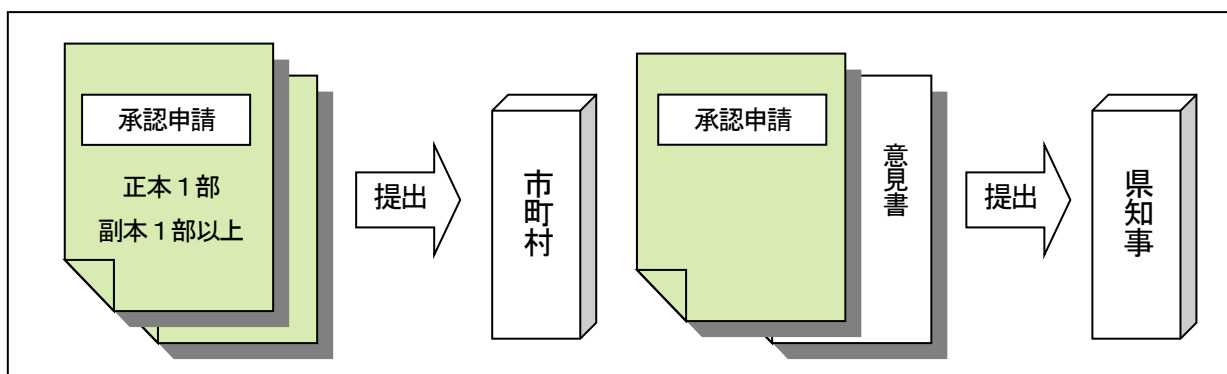 承認申請
正本１部
副本１部以上
提出
市町村
承認申請
意見書
提出
県知事